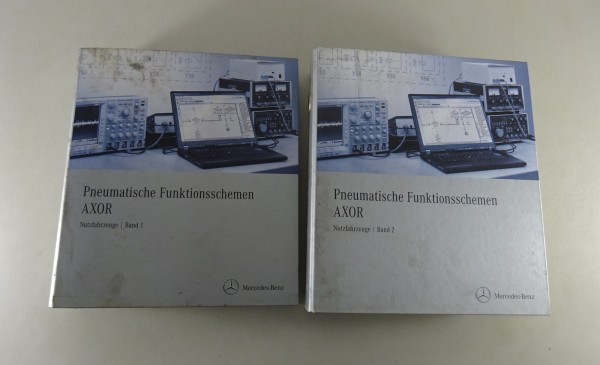 Pneumatische Funktionsschemen
AXOR
Nutzfahrzeuge | Band 1
Mercedes-Benz
Pneumatische Funktionsschemen
AXOR
Nutzfahrzeuge | Band 2
Mercedes-Benz